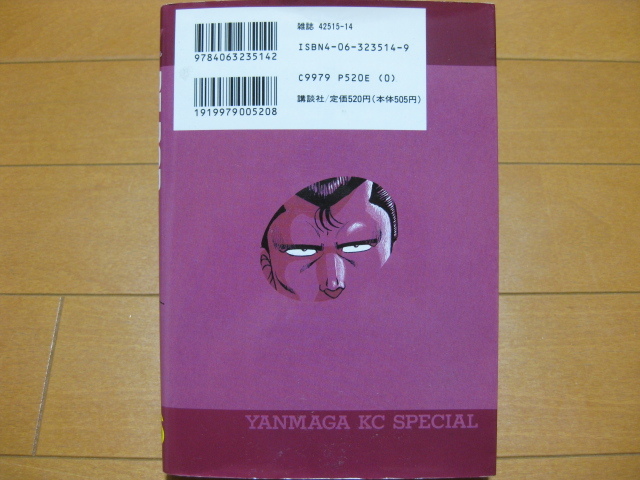 雑誌 42515-14
ISBN4-06-323514-9
9784063235142
C9979 P520E (0)
講談社/定価520円(本体505円)
1919979005208
YANMAGA KC SPECIAL